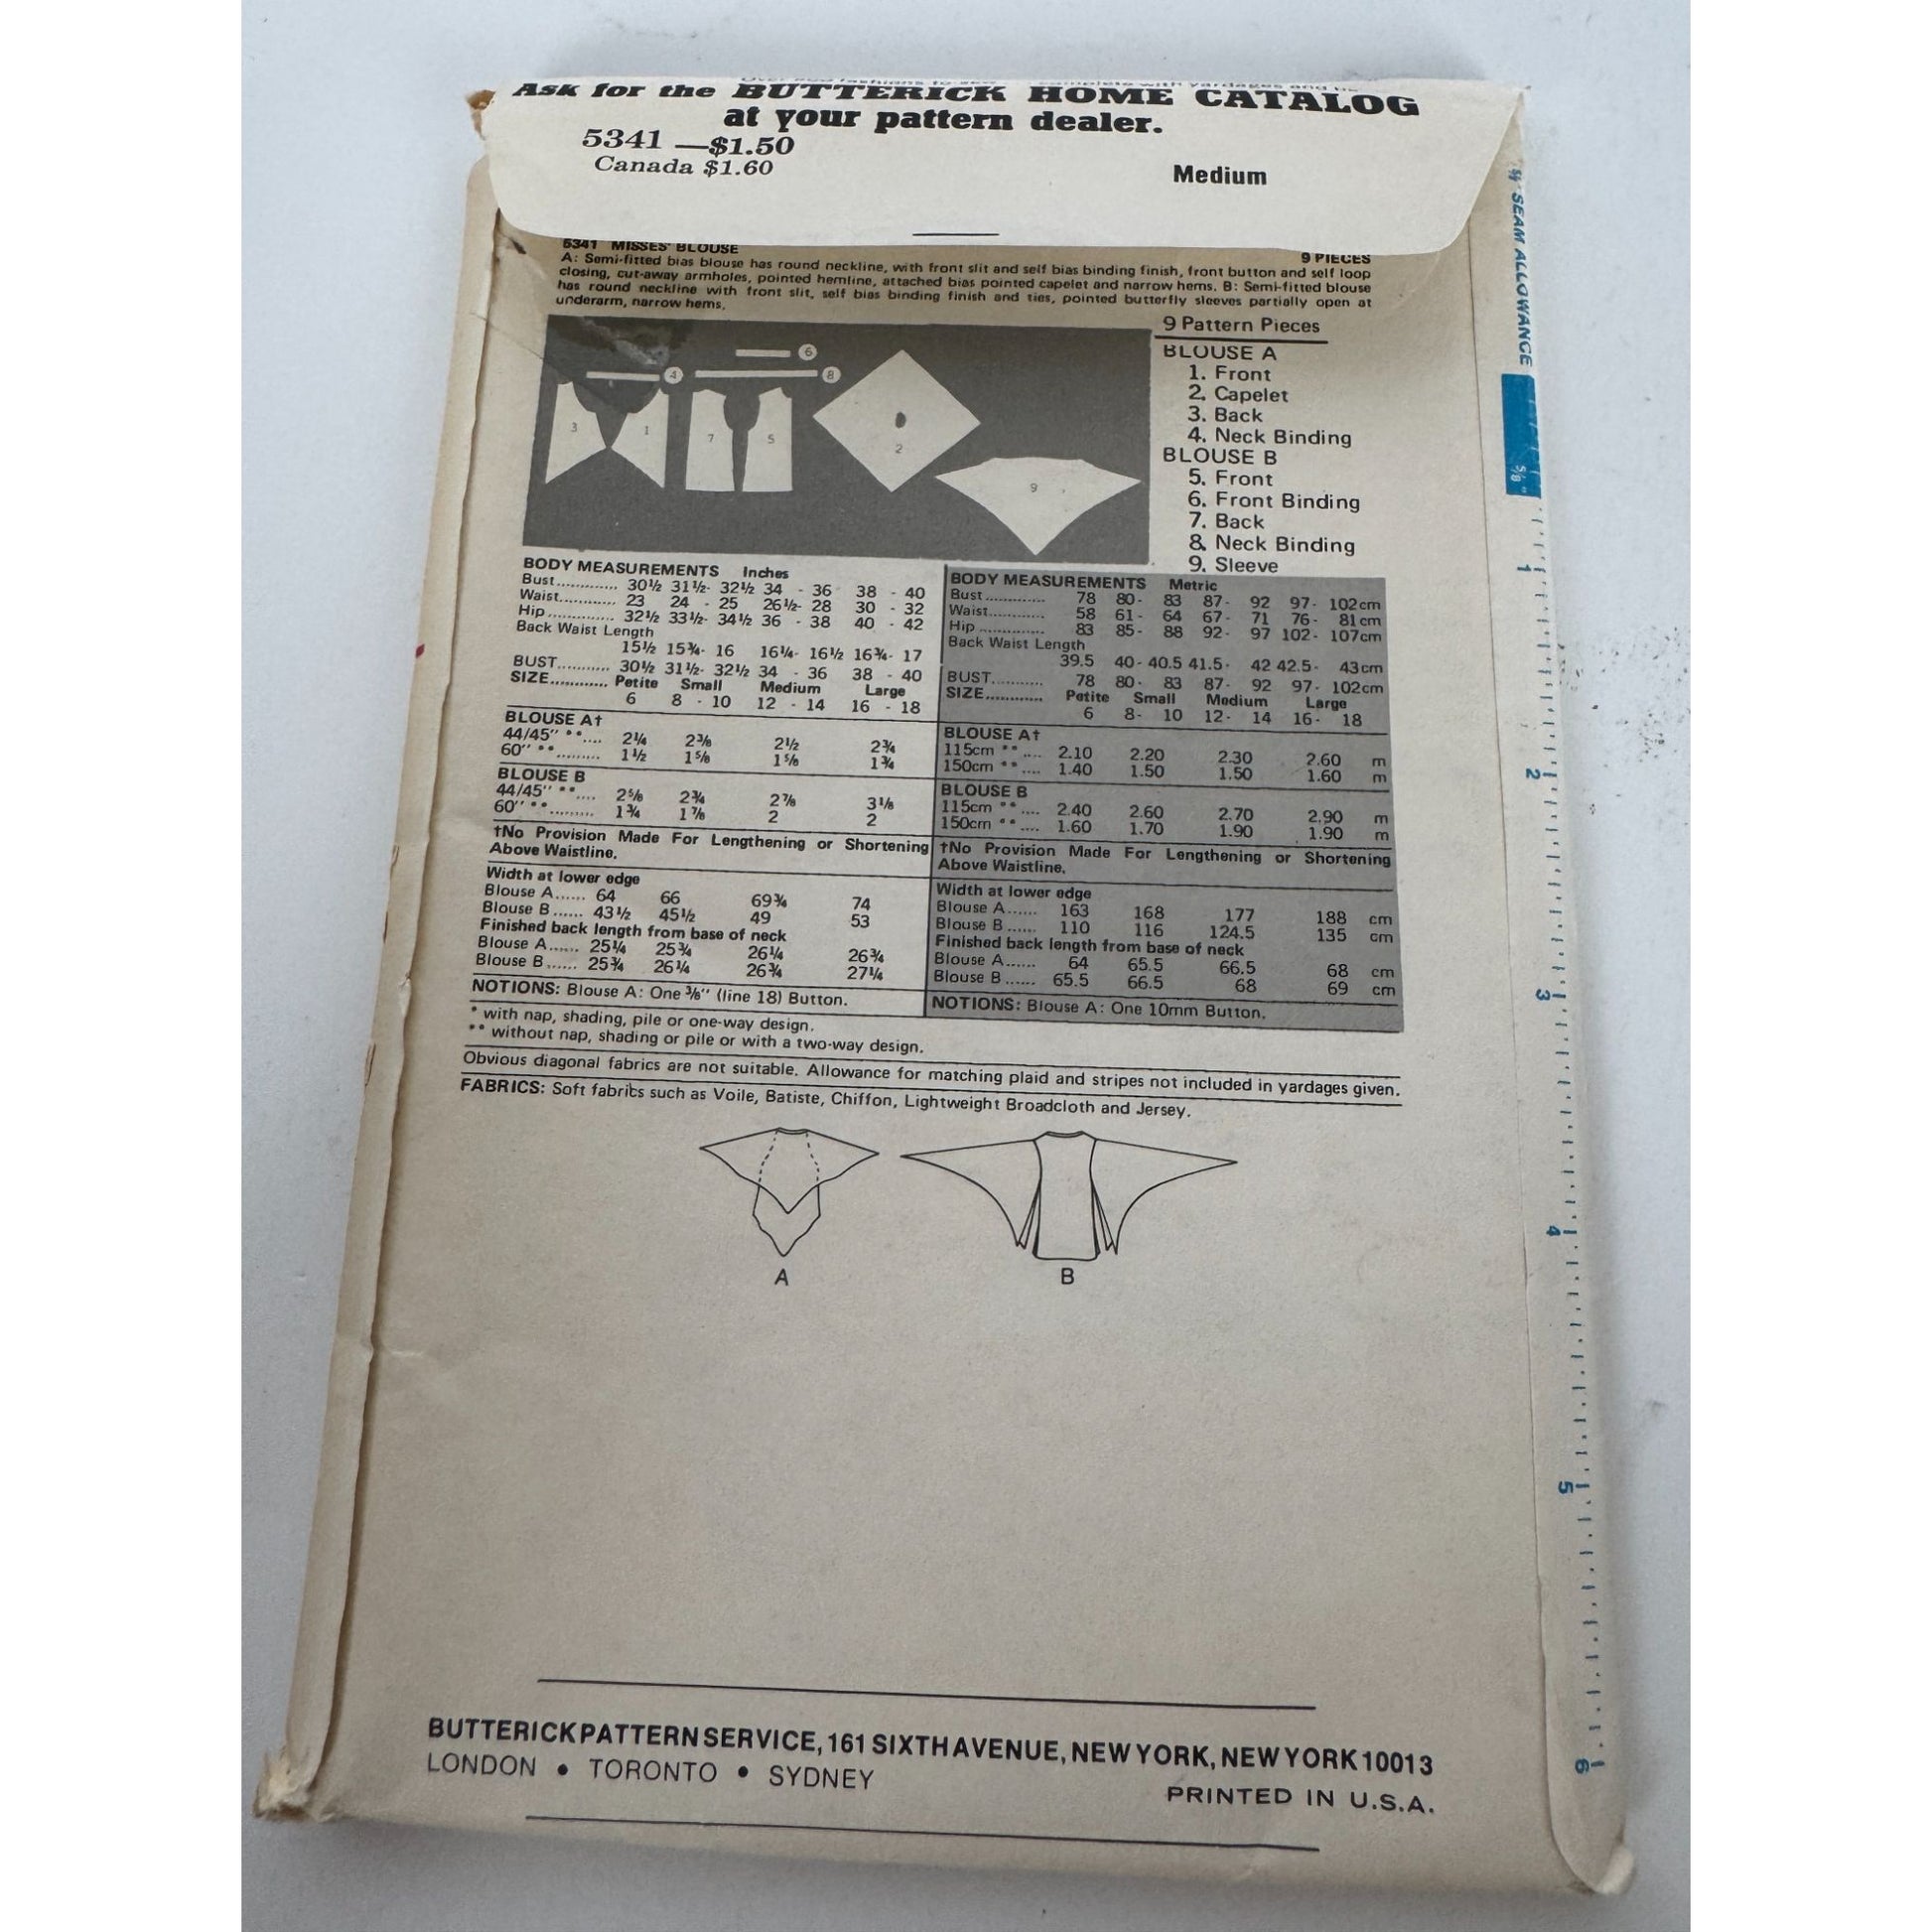 Ask for the BUTTERICK HOME CATALOG
at your pattern dealer.
5341 —$1.50
Canada $1.60
Medium
5341 MISSES' BLOUSE 9 PIECES
A: Semi-fitted bias blouse has round neckline, with front slit and self bias binding finish, front button and self loop
closing, cut-away armholes, pointed hemline, attached bias pointed capelet and narrow hems. B: Semi-fitted blouse
has round neckline with front slit, self bias binding finish and ties, pointed butterfly sleeves partially open at
underarm, narrow hems.
6
4
8
3
1
7
5
2
9
9 Pattern Pieces
BLOUSE A
1. Front
2. Capelet
3. Back
4. Neck Binding
BLOUSE B
5. Front
6. Front Binding
7. Back
8. Neck Binding
9. Sleeve
BODY MEASUREMENTS Inches
Bust............. 30½ 31½- 32½ 34 - 36 38 - 40
Waist............ 23 24 - 25 26½- 28 30 - 32
Hip............... 32½ 33½- 34½ 36 - 38 40 - 42
Back Waist Length
15½ 15¾- 16 16¼- 16½ 16¾- 17
BUST........... 30½ 31½- 32½ 34 - 36 38 - 40
SIZE............ Petite Small Medium Large
6 8 - 10 12 - 14 16 - 18
BLOUSE A†
44/45" **.... 2¼ 2⅜ 2½ 2¾
60" **......... 1½ 1⅝ 1⅝ 1¾
BLOUSE B
44/45" **.... 2⅝ 2¾ 2⅞ 3⅛
60" **......... 1¾ 1⅞ 2 2
†No Provision Made For Lengthening or Shortening
Above Waistline.
Width at lower edge
Blouse A...... 64 66 69¾ 74
Blouse B...... 43½ 45½ 49 53
Finished back length from base of neck
Blouse A...... 25¼ 25¾ 26¼ 26¾
Blouse B...... 25¾ 26¼ 26¾ 27¼
NOTIONS: Blouse A: One ⅜" (line 18) Button.
BODY MEASUREMENTS Metric
Bust............. 78 80- 83 87- 92 97- 102cm
Waist............ 58 61- 64 67- 71 76- 81cm
Hip.............. 83 85- 88 92- 97 102- 107cm
Back Waist Length
39.5 40- 40.5 41.5- 42 42.5- 43cm
BUST........... 78 80- 83 87- 92 97- 102cm
SIZE............ Petite Small Medium Large
6 8- 10 12- 14 16- 18
BLOUSE A†
115cm **.... 2.10 2.20 2.30 2.60 m
150cm **.... 1.40 1.50 1.50 1.60 m
BLOUSE B
115cm **.... 2.40 2.60 2.70 2.90 m
150cm **.... 1.60 1.70 1.90 1.90 m
†No Provision Made For Lengthening or Shortening
Above Waistline.
Width at lower edge
Blouse A...... 163 168 177 188 cm
Blouse B...... 110 116 124.5 135 cm
Finished back length from base of neck
Blouse A...... 64 65.5 66.5 68 cm
Blouse B...... 65.5 66.5 68 69 cm
NOTIONS: Blouse A: One 10mm Button.
* with nap, shading, pile or one-way design.
** without nap, shading or pile or with a two-way design.
Obvious diagonal fabrics are not suitable. Allowance for matching plaid and stripes not included in yardages given.
FABRICS: Soft fabrics such as Voile, Batiste, Chiffon, Lightweight Broadcloth and Jersey.
A B
BUTTERICK PATTERN SERVICE, 161 SIXTH AVENUE, NEW YORK, NEW YORK 10013
LONDON • TORONTO • SYDNEY
PRINTED IN U.S.A.
⅝" SEAM ALLOWANCE
5/8"
1
2
3
4
5
6